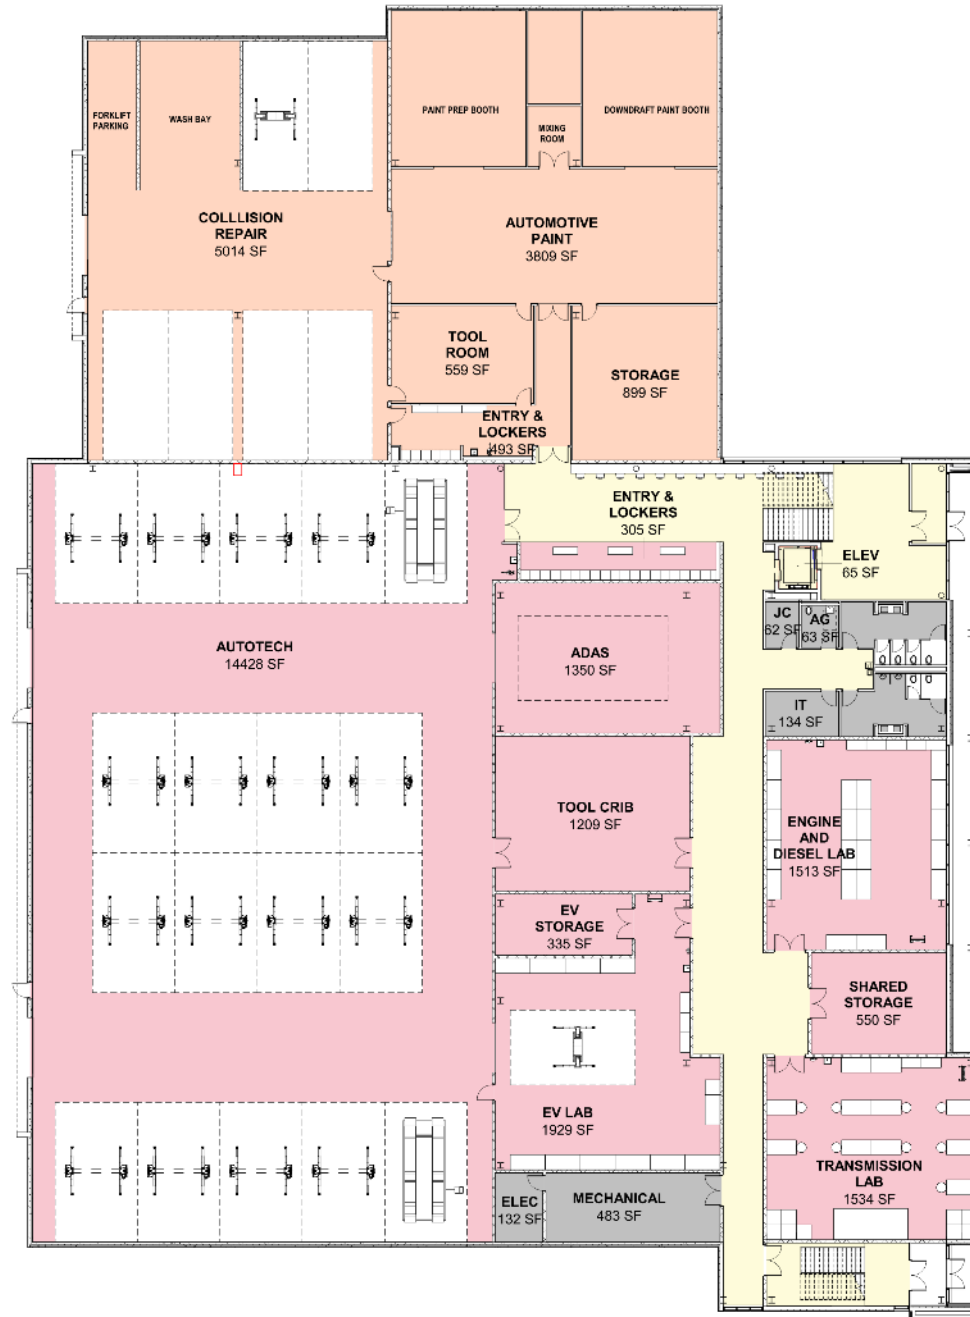 FORKLIFT
PARKING
WASH BAY
PAINT PREP BOOTH
MIXING
ROOM
DOWNDRAFT PAINT BOOTH
COLLLISION
REPAIR
5014 SF
AUTOMOTIVE
PAINT
3809 SF
TOOL
ROOM
559 SF
STORAGE
899 SF
ENTRY &
LOCKERS
493 SF
ENTRY &
LOCKERS
305 SF
ELEV
65 SF
JC
62 SF
AG
63 SF
AUTOTECH
14428 SF
ADAS
1350 SF
IT
134 SF
TOOL CRIB
1209 SF
ENGINE
AND
DIESEL LAB
1513 SF
EV
STORAGE
335 SF
SHARED
STORAGE
550 SF
EV LAB
1929 SF
TRANSMISSION
LAB
1534 SF
ELEC
132 SF
MECHANICAL
483 SF